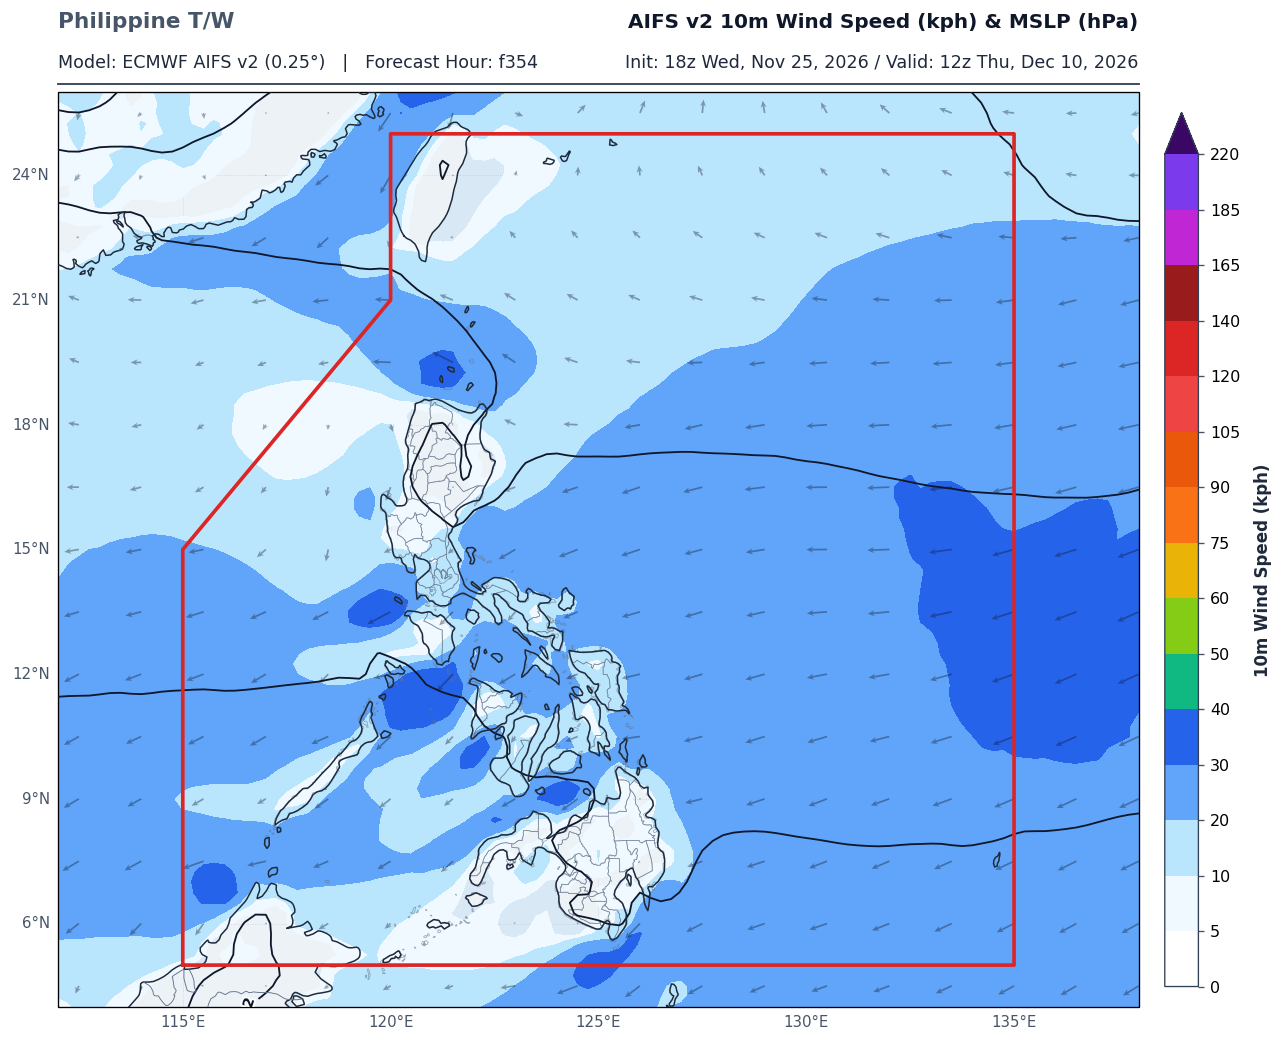 Philippine T/W
AIFS v2 10m Wind Speed (kph) & MSLP (hPa)
Model: ECMWF AIFS v2 (0.25°)   |   Forecast Hour: f354
Init: 18z Wed, Nov 25, 2026 / Valid: 12z Thu, Dec 10, 2026
24°N
21°N
18°N
15°N
12°N
9°N
6°N
115°E
120°E
125°E
130°E
135°E
220
185
165
140
120
105
90
75
60
50
40
30
20
10
5
0
10m Wind Speed (kph)